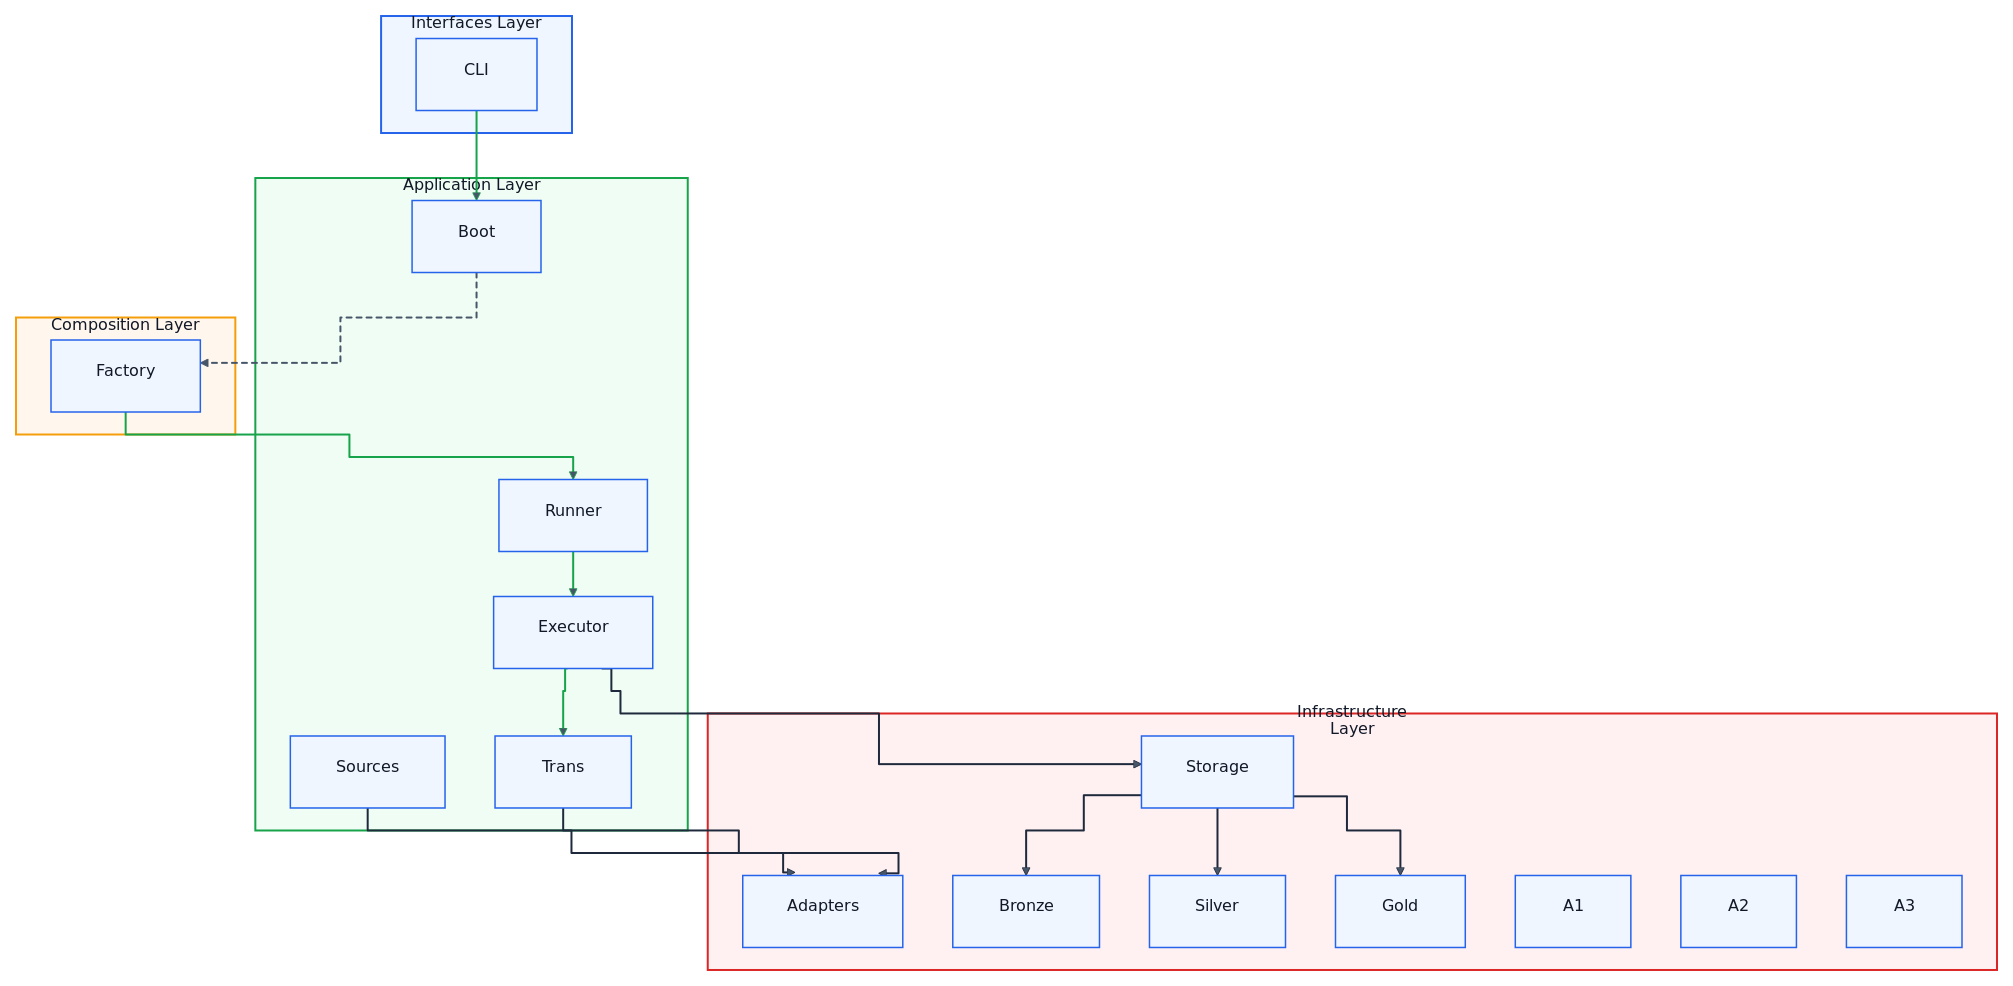 Interfaces Layer
CLI
Application Layer
Boot
Composition Layer
Factory
Runner
Executor
Infrastructure
Layer
Sources
Trans
Storage
Adapters
Bronze
Silver
Gold
A1
A2
A3